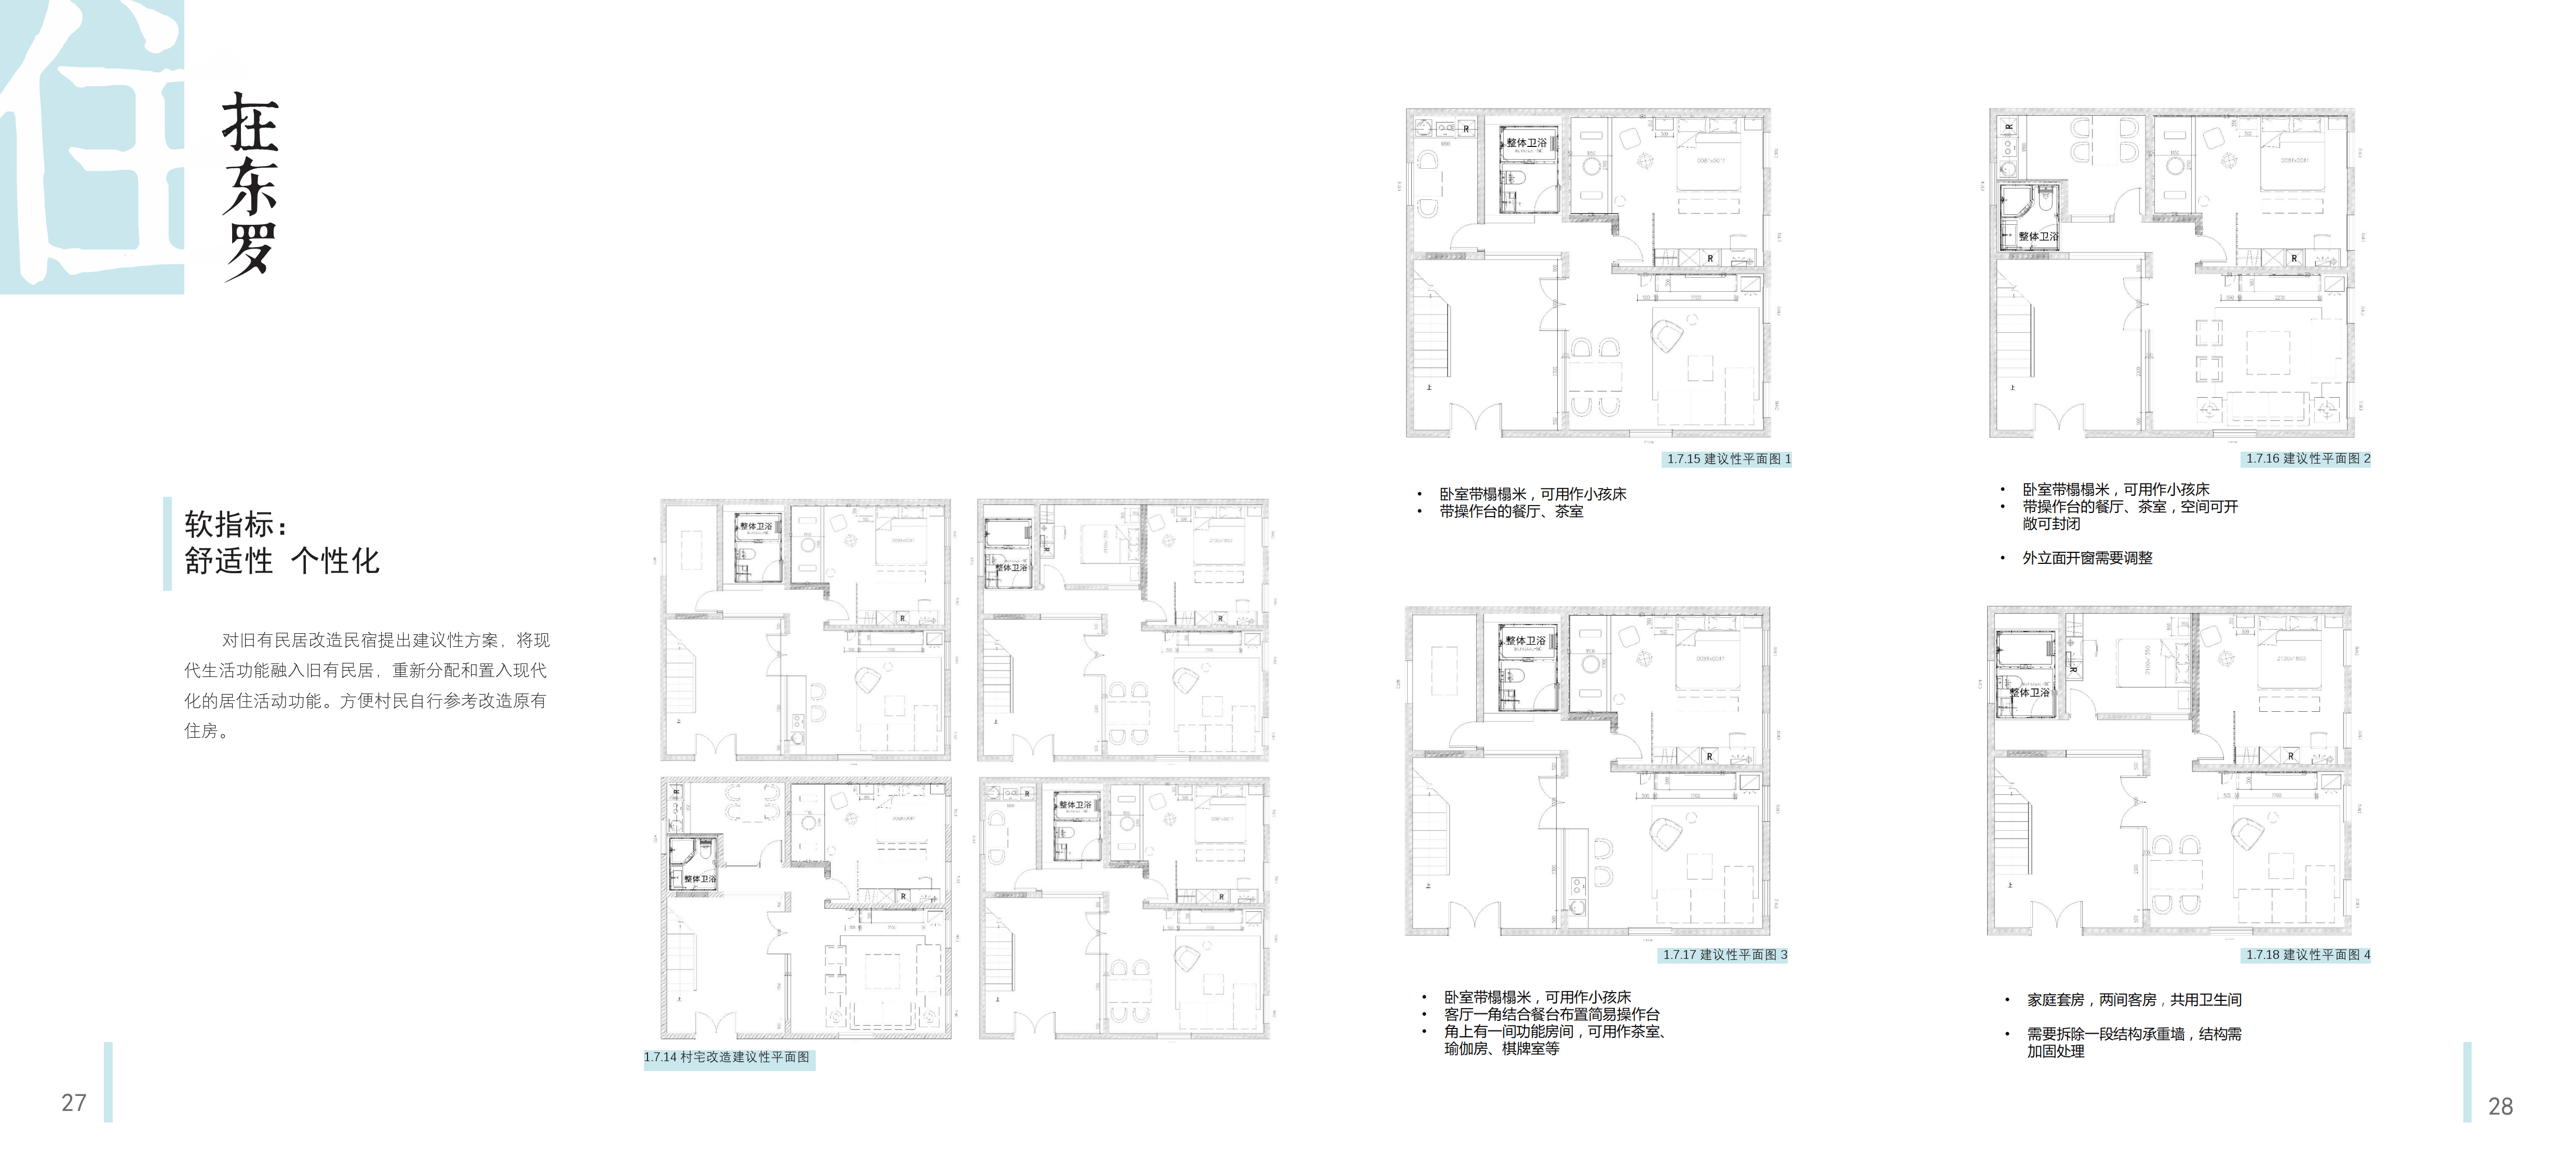 住
在东罗
软指标：
舒适性 个性化
对旧有民居改造民宿提出建议性方案，将现
代生活功能融入旧有民居，重新分配和置入现代
化的居住活动功能。方便村民自行参考改造原有
住房。
整体卫浴
R
整体卫浴
R
R
上
上
R
整体卫浴
R
R
整体卫浴
R
上
上
1.7.14 村宅改造建议性平面图
27
R
整体卫浴
R
上
1.7.15 建议性平面图 1
• 卧室带榻榻米，可用作小孩床
• 带操作台的餐厅、茶室
R
整体卫浴
R
上
1.7.16 建议性平面图 2
• 卧室带榻榻米，可用作小孩床
• 带操作台的餐厅、茶室，空间可开
敞可封闭
• 外立面开窗需要调整
整体卫浴
R
上
1.7.17 建议性平面图 3
• 卧室带榻榻米，可用作小孩床
• 客厅一角结合餐台布置简易操作台
• 角上有一间功能房间，可用作茶室、
瑜伽房、棋牌室等
整体卫浴
R
R
上
1.7.18 建议性平面图 4
• 家庭套房，两间客房，共用卫生间
• 需要拆除一段结构承重墙，结构需
加固处理
28